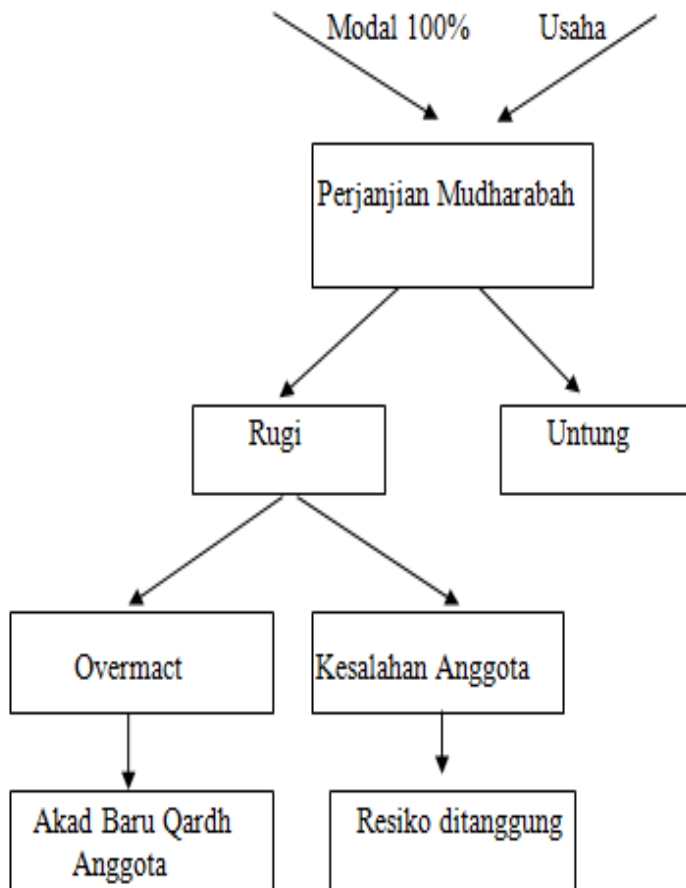 Modal 100% Usaha
Perjanjian Mudharabah
Rugi
Untung
Overmact
Kesalahan Anggota
Akad Baru Qardh
Anggota
Resiko ditanggung